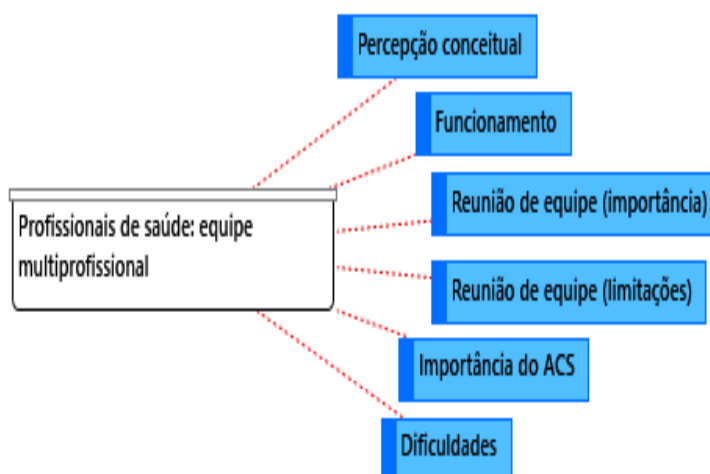 Percepção conceitual
Funcionamento
Reunião de equipe (importância)
Profissionais de saúde: equipe
multiprofissional
Reunião de equipe (limitações)
Importância do ACS
Dificuldades